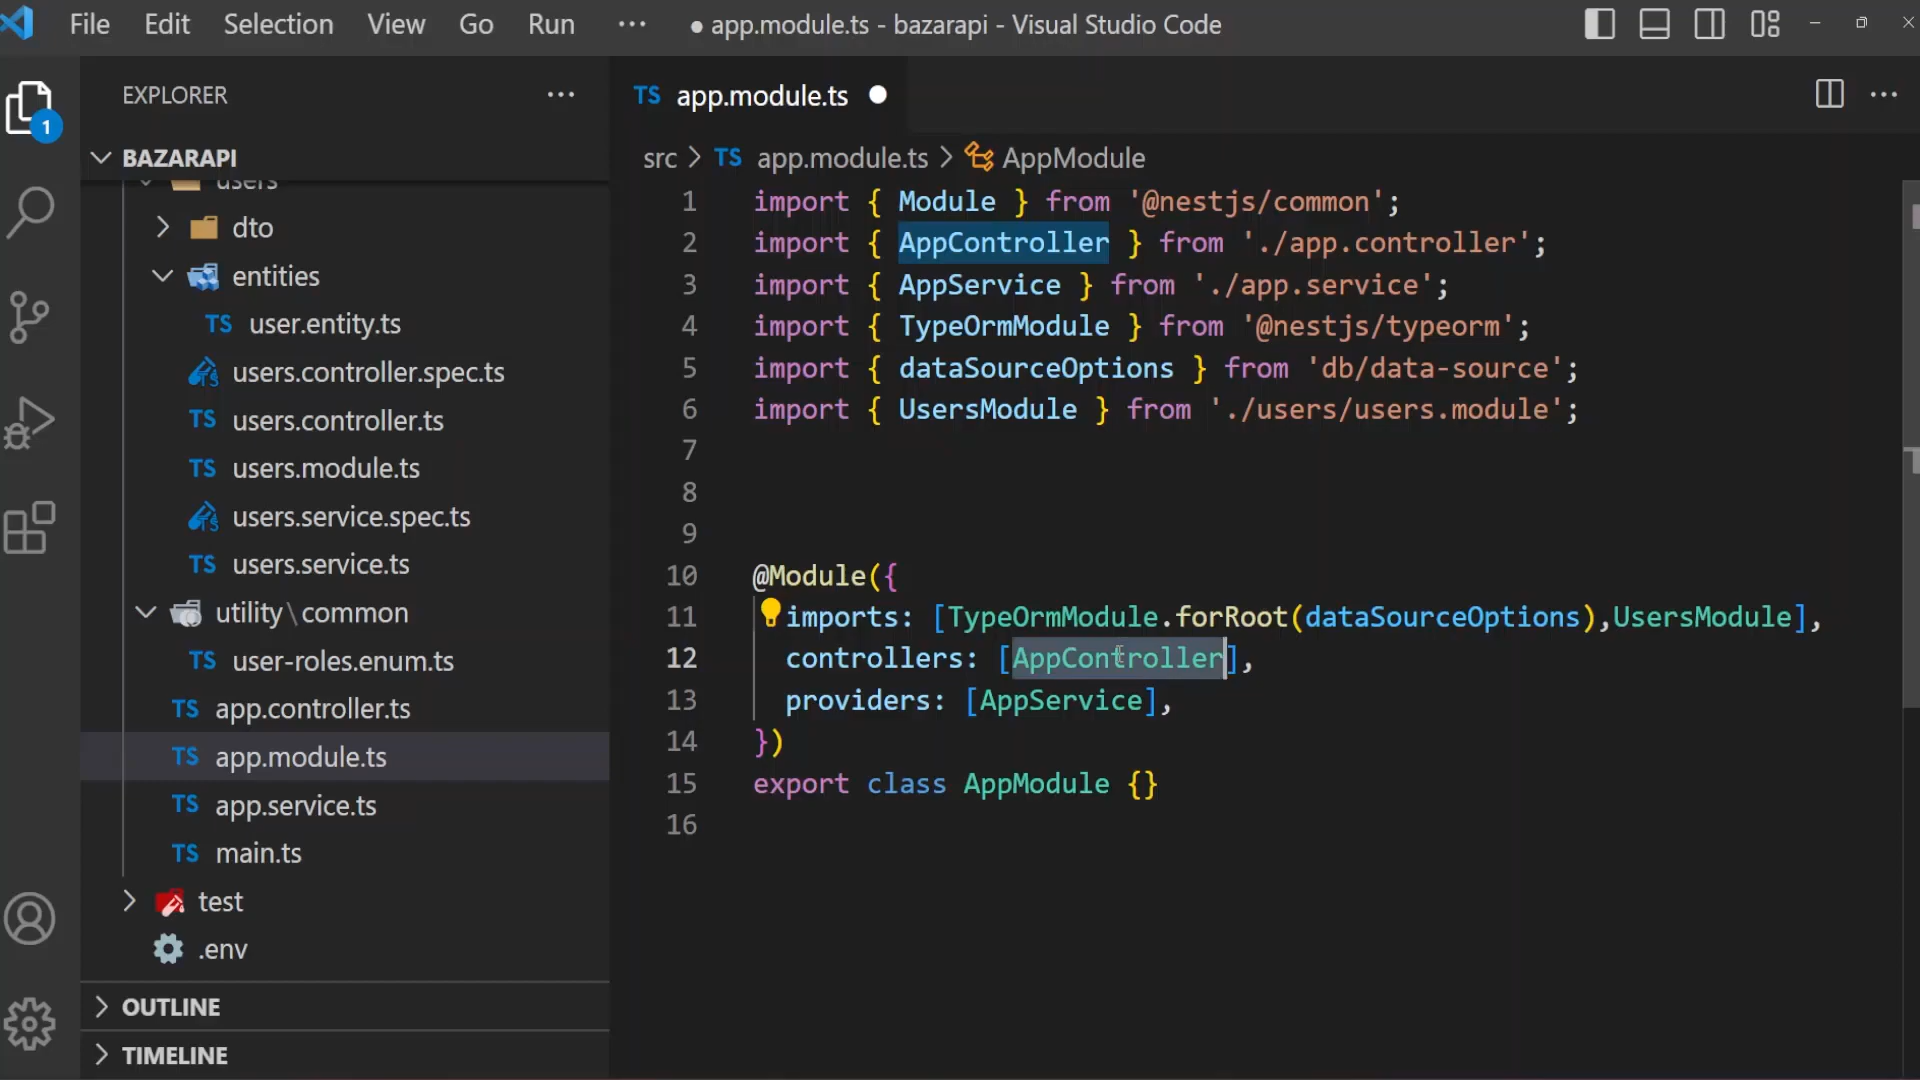 File Edit Selection View Go Run ··· ● app.module.ts - bazarapi - Visual Studio Code
EXPLORER ···
1
BAZARAPI
users
dto
entities
TS user.entity.ts
users.controller.spec.ts
TS users.controller.ts
TS users.module.ts
users.service.spec.ts
TS users.service.ts
utility\common
TS user-roles.enum.ts
TS app.controller.ts
TS app.module.ts
TS app.service.ts
TS main.ts
test
.env
OUTLINE
TIMELINE
TS app.module.ts ●
src > TS app.module.ts > AppModule
1 import { Module } from '@nestjs/common';
2 import { AppController } from './app.controller';
3 import { AppService } from './app.service';
4 import { TypeOrmModule } from '@nestjs/typeorm';
5 import { dataSourceOptions } from 'db/data-source';
6 import { UsersModule } from './users/users.module';
7
8
9
10 @Module({
11 imports: [TypeOrmModule.forRoot(dataSourceOptions),UsersModule],
12 controllers: [AppController],
13 providers: [AppService],
14 })
15 export class AppModule {}
16